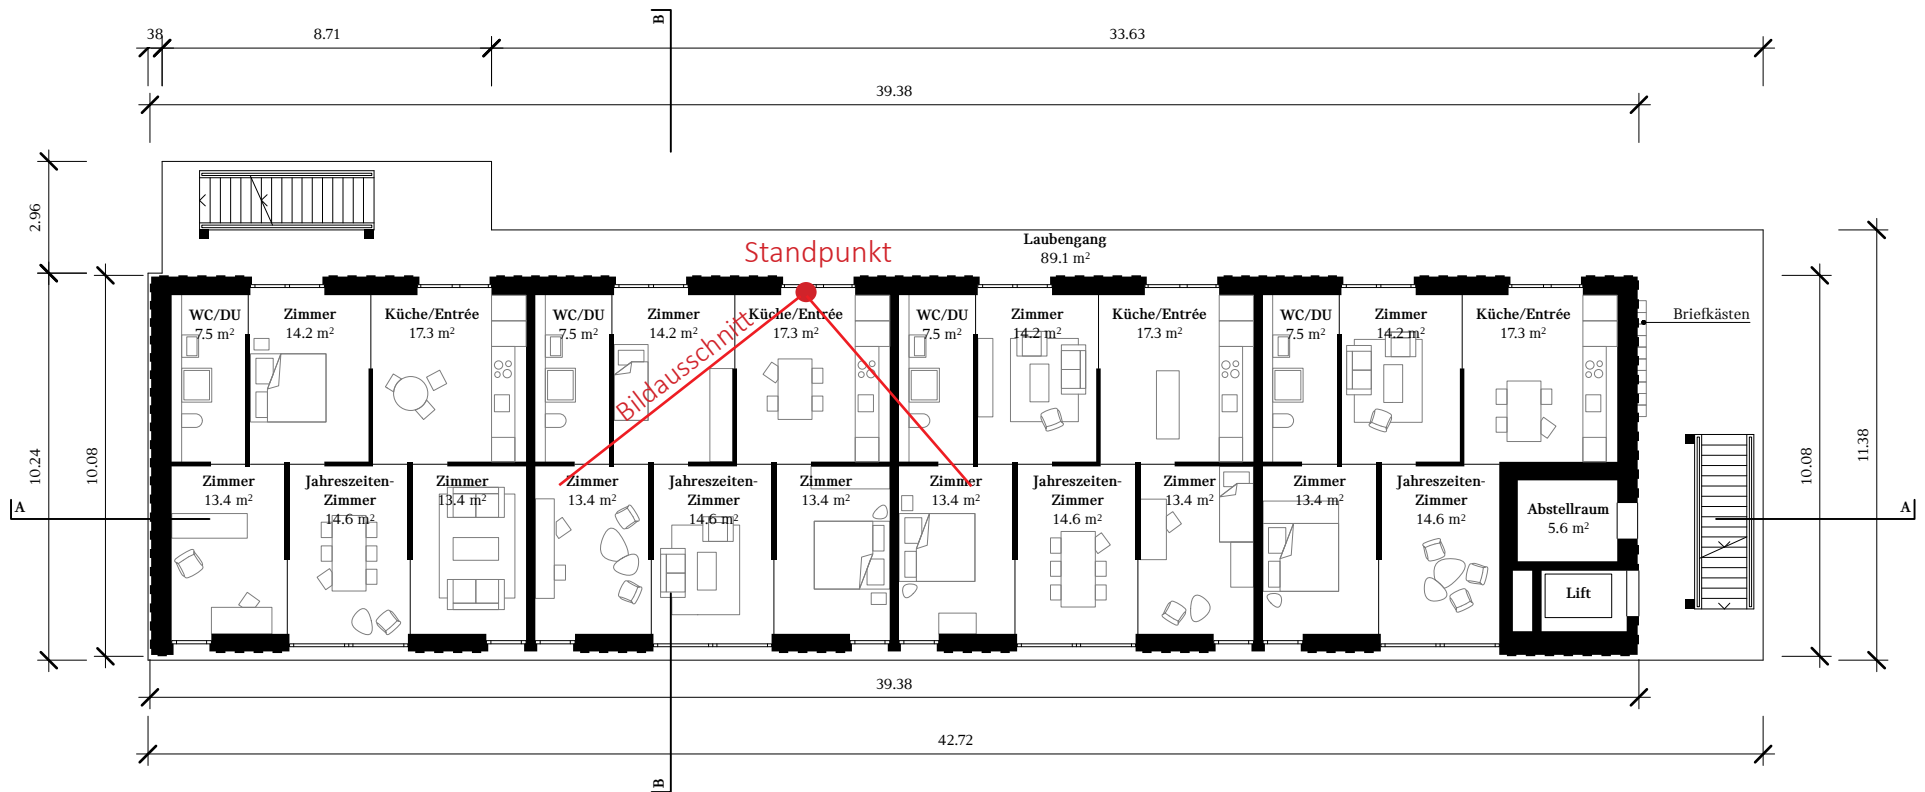 B
38
8.71
33.63
39.38
2.96
10.24
10.08
Laubengang
89.1 m²
Standpunkt
Bildausschnitt
WC/DU
7.5 m²
Zimmer
14.2 m²
Küche/Entrée
17.3 m²
WC/DU
7.5 m²
Zimmer
14.2 m²
Küche/Entrée
17.3 m²
WC/DU
7.5 m²
Zimmer
14.2 m²
Küche/Entrée
17.3 m²
WC/DU
7.5 m²
Zimmer
14.2 m²
Küche/Entrée
17.3 m²
Briefkästen
10.08
11.38
A
Zimmer
13.4 m²
Jahreszeiten-
Zimmer
14.6 m²
Zimmer
13.4 m²
Zimmer
13.4 m²
Jahreszeiten-
Zimmer
14.6 m²
Zimmer
13.4 m²
Zimmer
13.4 m²
Jahreszeiten-
Zimmer
14.6 m²
Zimmer
13.4 m²
Zimmer
13.4 m²
Jahreszeiten-
Zimmer
14.6 m²
Abstellraum
5.6 m²
Lift
A
39.38
42.72
B